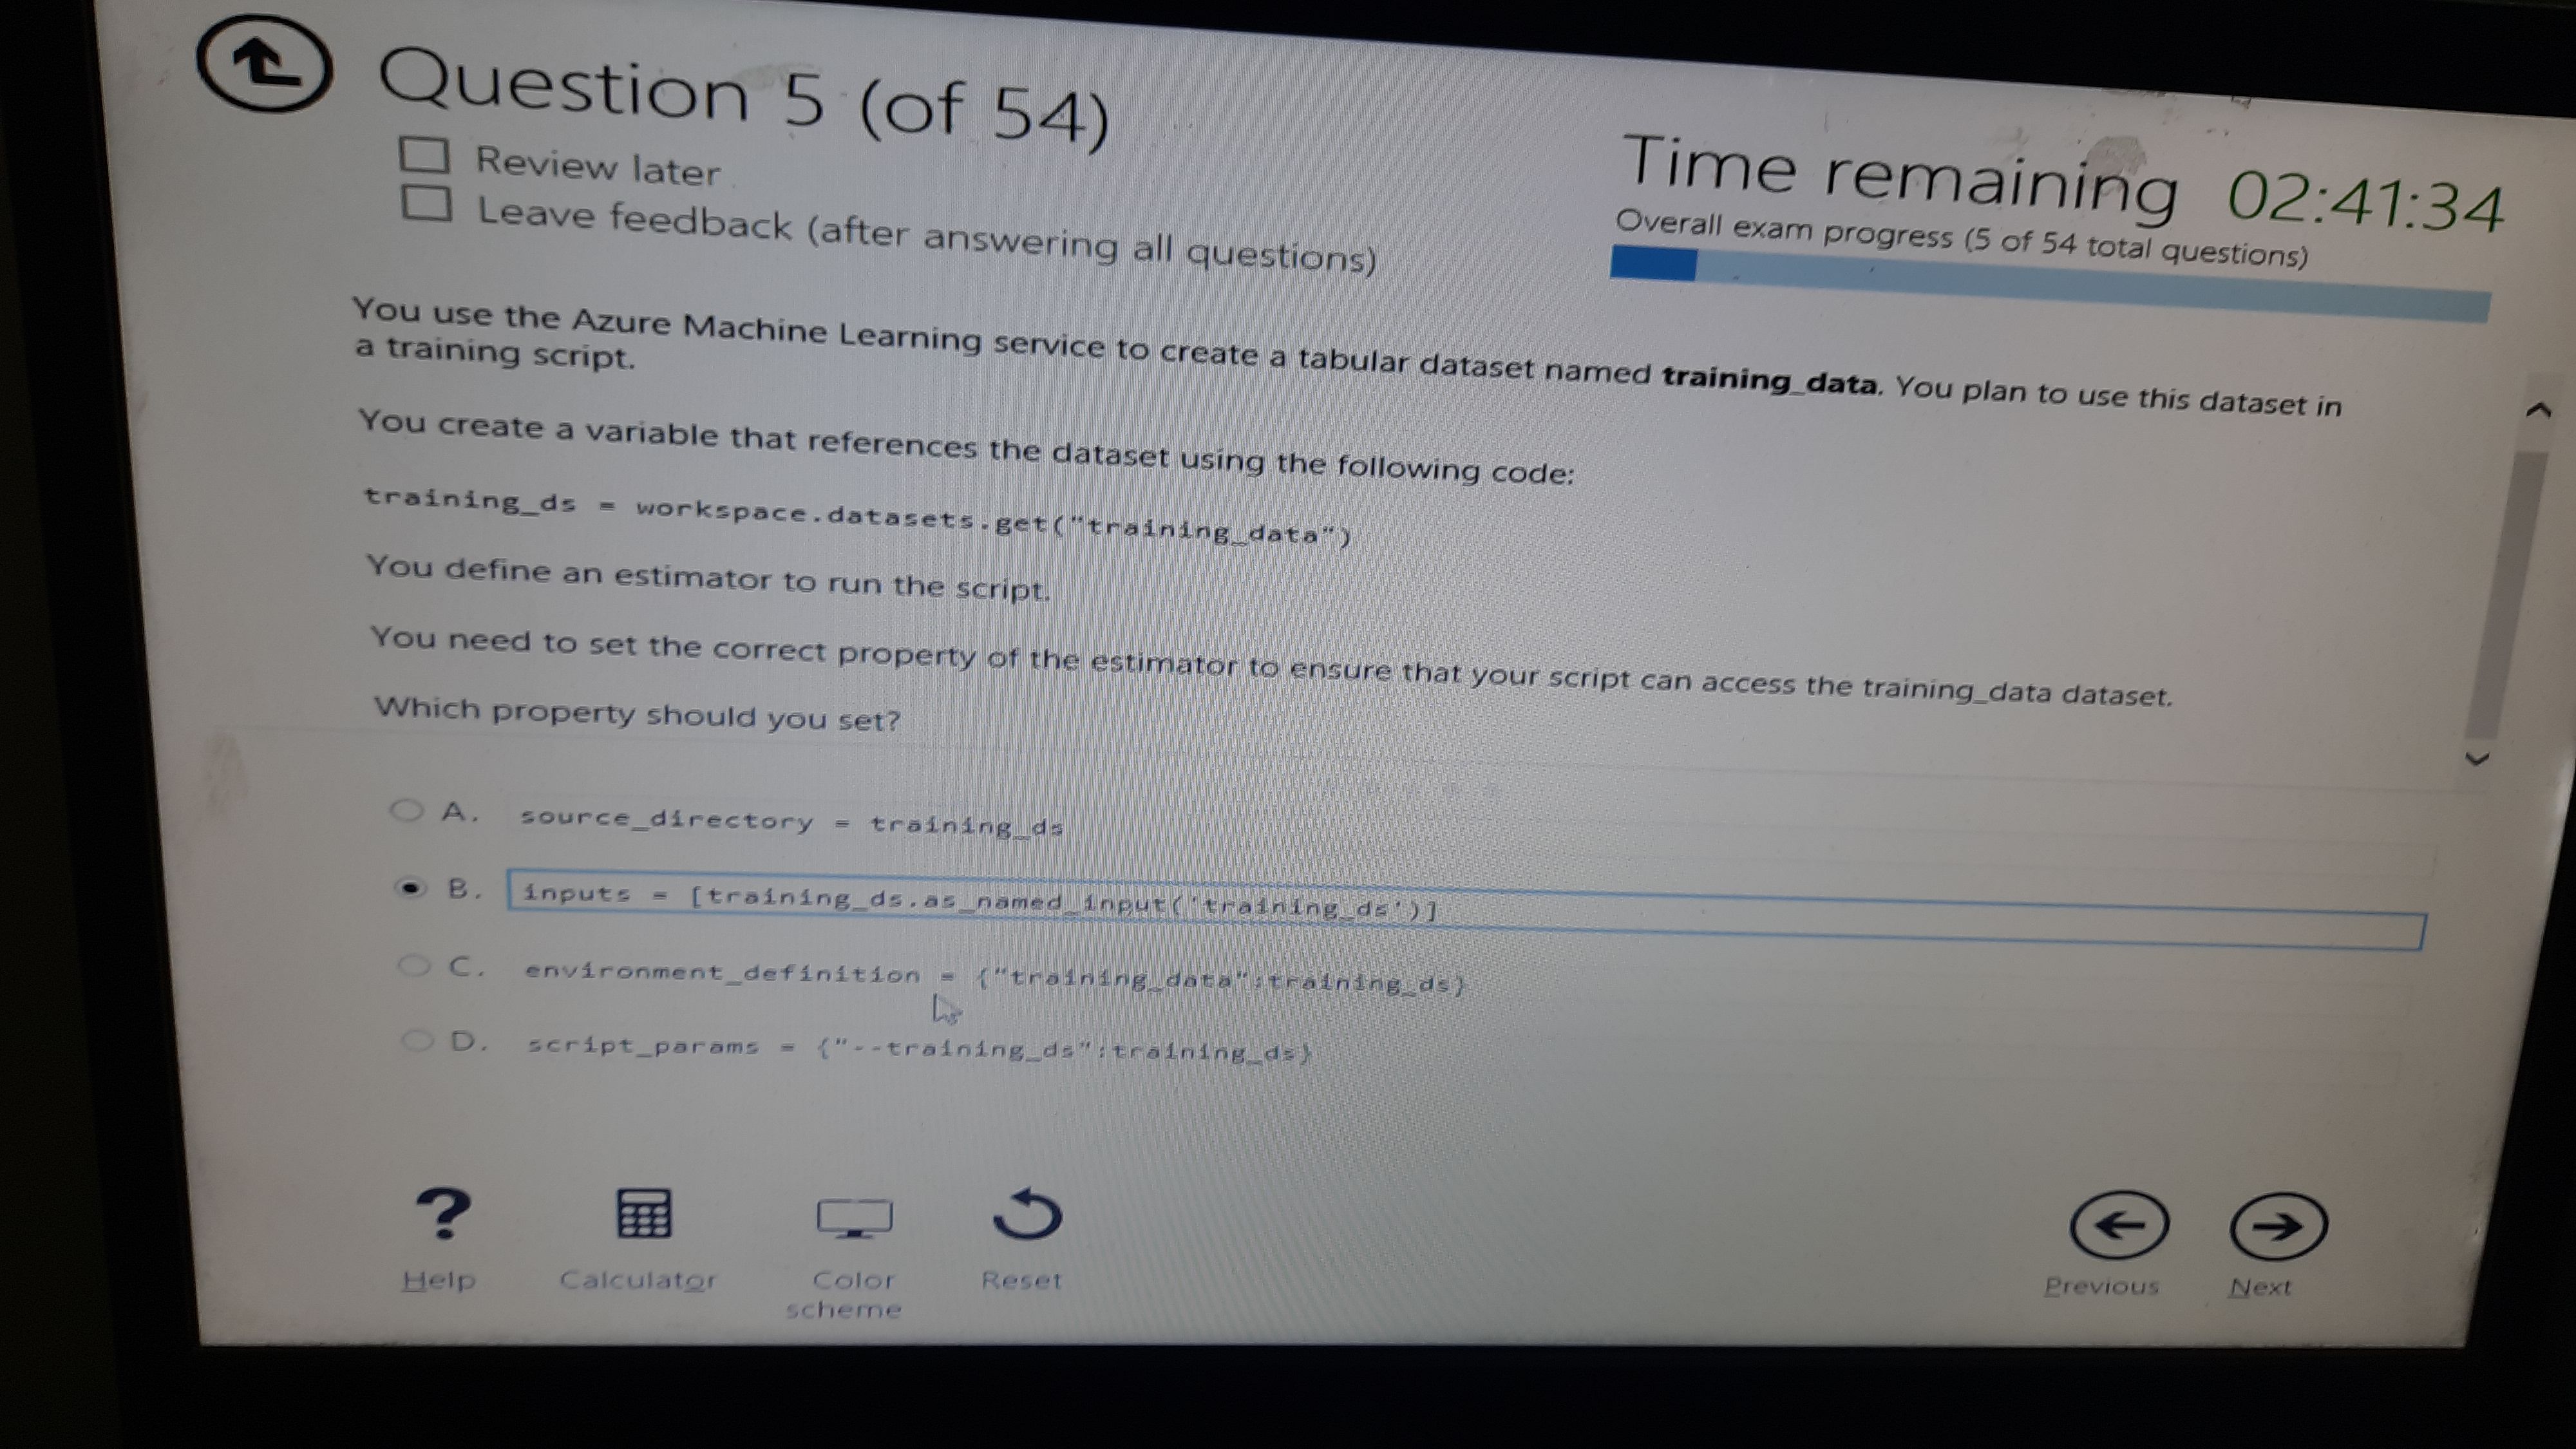 Question 5 (of 54)
Time remaining 02:41:34
Review later
Leave feedback (after answering all questions)
Overall exam progress (5 of 54 total questions)
You use the Azure Machine Learning service to create a tabular dataset named training_data. You plan to use this dataset in
a training script.
You create a variable that references the dataset using the following code:
training_ds = workspace.datasets.get("training_data")
You define an estimator to run the script.
You need to set the correct property of the estimator to ensure that your script can access the training_data dataset.
Which property should you set?
A. source_directory = training_ds
B. inputs = [training_ds.as_named_input('training_ds')]
C. environment_definition = {"training_data":training_ds}
D. script_params = {"--training_ds":training_ds}
Help
Calculator
Color
scheme
Reset
Previous
Next